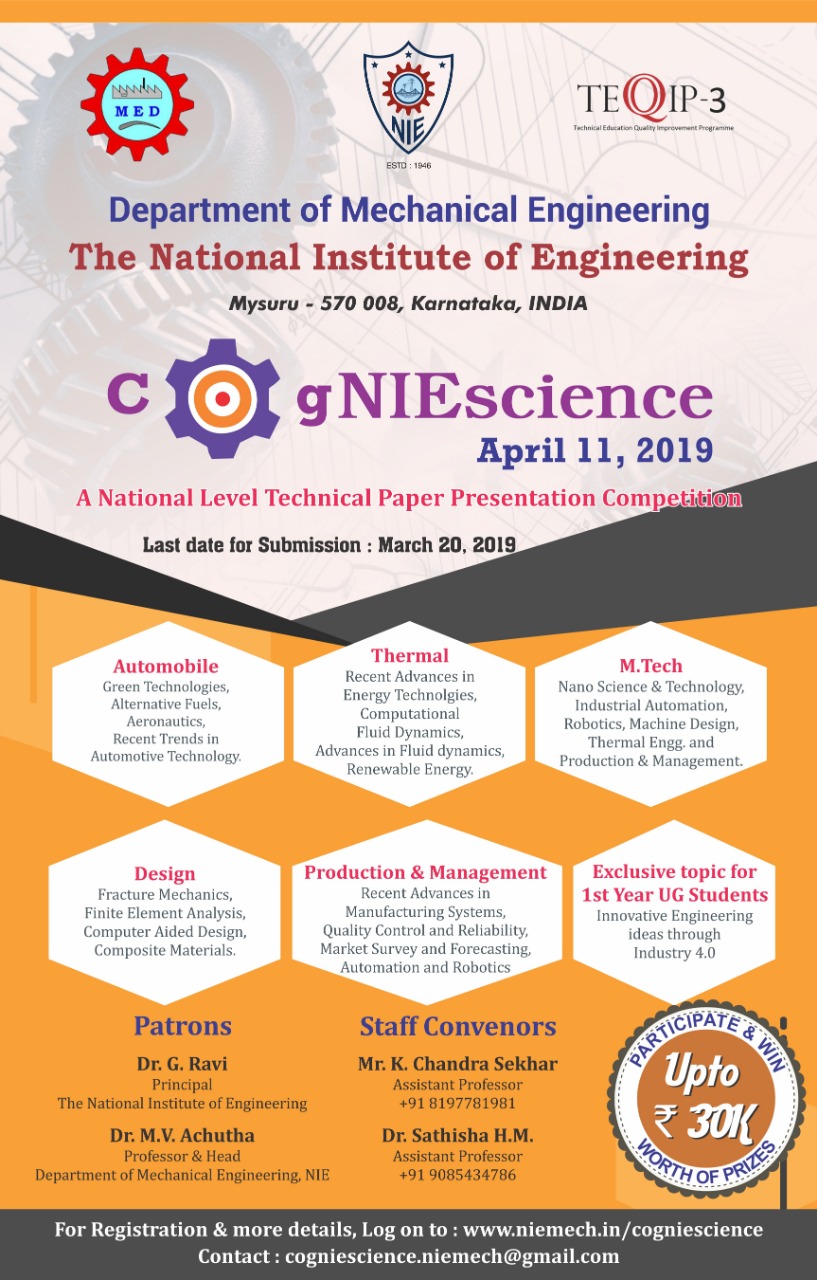 MED
NIE
ESTD : 1946
TEQIP-3
Technical Education Quality Improvement Programme
Department of Mechanical Engineering
The National Institute of Engineering
Mysuru - 570 008, Karnataka, INDIA
C gNIEscience
April 11, 2019
A National Level Technical Paper Presentation Competition
Last date for Submission : March 20, 2019
Automobile
Green Technologies,
Alternative Fuels,
Aeronautics,
Recent Trends in
Automotive Technology.
Thermal
Recent Advances in
Energy Technolgies,
Computational
Fluid Dynamics,
Advances in Fluid dynamics,
Renewable Energy.
M.Tech
Nano Science & Technology,
Industrial Automation,
Robotics, Machine Design,
Thermal Engg. and
Production & Management.
Design
Fracture Mechanics,
Finite Element Analysis,
Computer Aided Design,
Composite Materials.
Production & Management
Recent Advances in
Manufacturing Systems,
Quality Control and Reliability,
Market Survey and Forecasting,
Automation and Robotics
Exclusive topic for
1st Year UG Students
Innovative Engineering
ideas through
Industry 4.0
Patrons
Dr. G. Ravi
Principal
The National Institute of Engineering
Dr. M.V. Achutha
Professor & Head
Department of Mechanical Engineering, NIE
Staff Convenors
Mr. K. Chandra Sekhar
Assistant Professor
+91 8197781981
Dr. Sathisha H.M.
Assistant Professor
+91 9085434786
PARTICIPATE & WIN
Upto
₹ 30K
WORTH OF PRIZES
For Registration & more details, Log on to : www.niemech.in/cogniescience
Contact : cogniescience.niemech@gmail.com